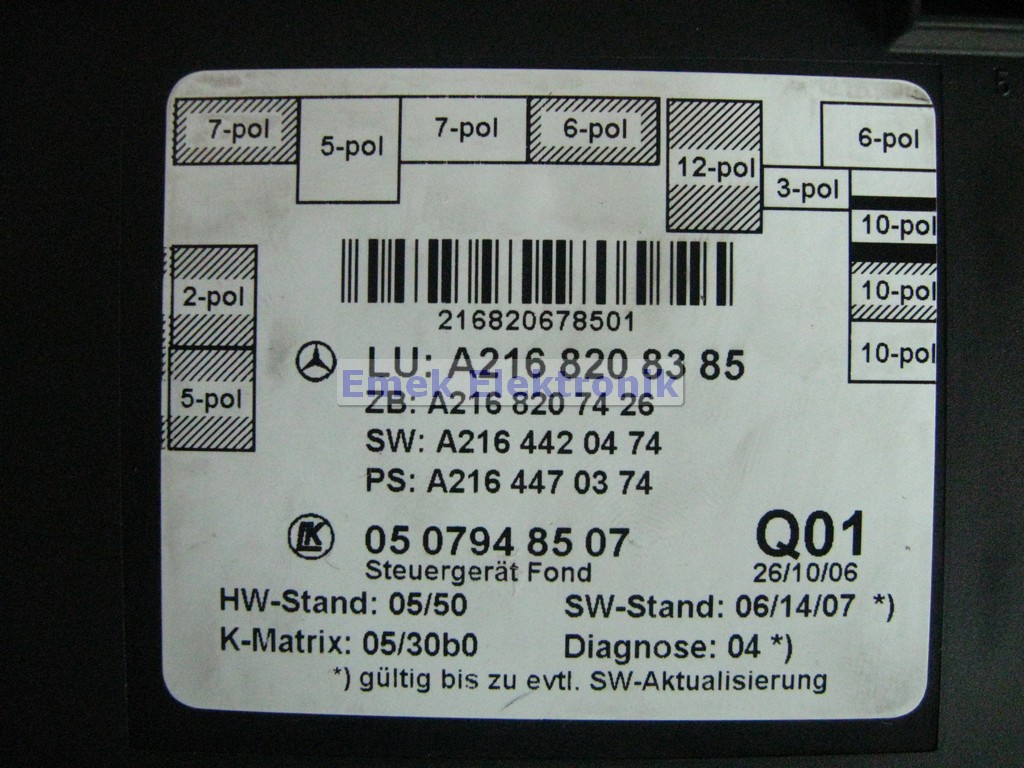 7-pol
5-pol
7-pol
6-pol
12-pol
3-pol
6-pol
10-pol
10-pol
10-pol
2-pol
5-pol
216820678501
LU: A216 820 83 85
Emek Elektronik
ZB: A216 820 74 26
SW: A216 442 04 74
PS: A216 447 03 74
LK 05 0794 85 07
Q01
Steuergerät Fond
26/10/06
HW-Stand: 05/50 SW-Stand: 06/14/07 *)
K-Matrix: 05/30b0 Diagnose: 04 *)
*) gültig bis zu evtl. SW-Aktualisierung